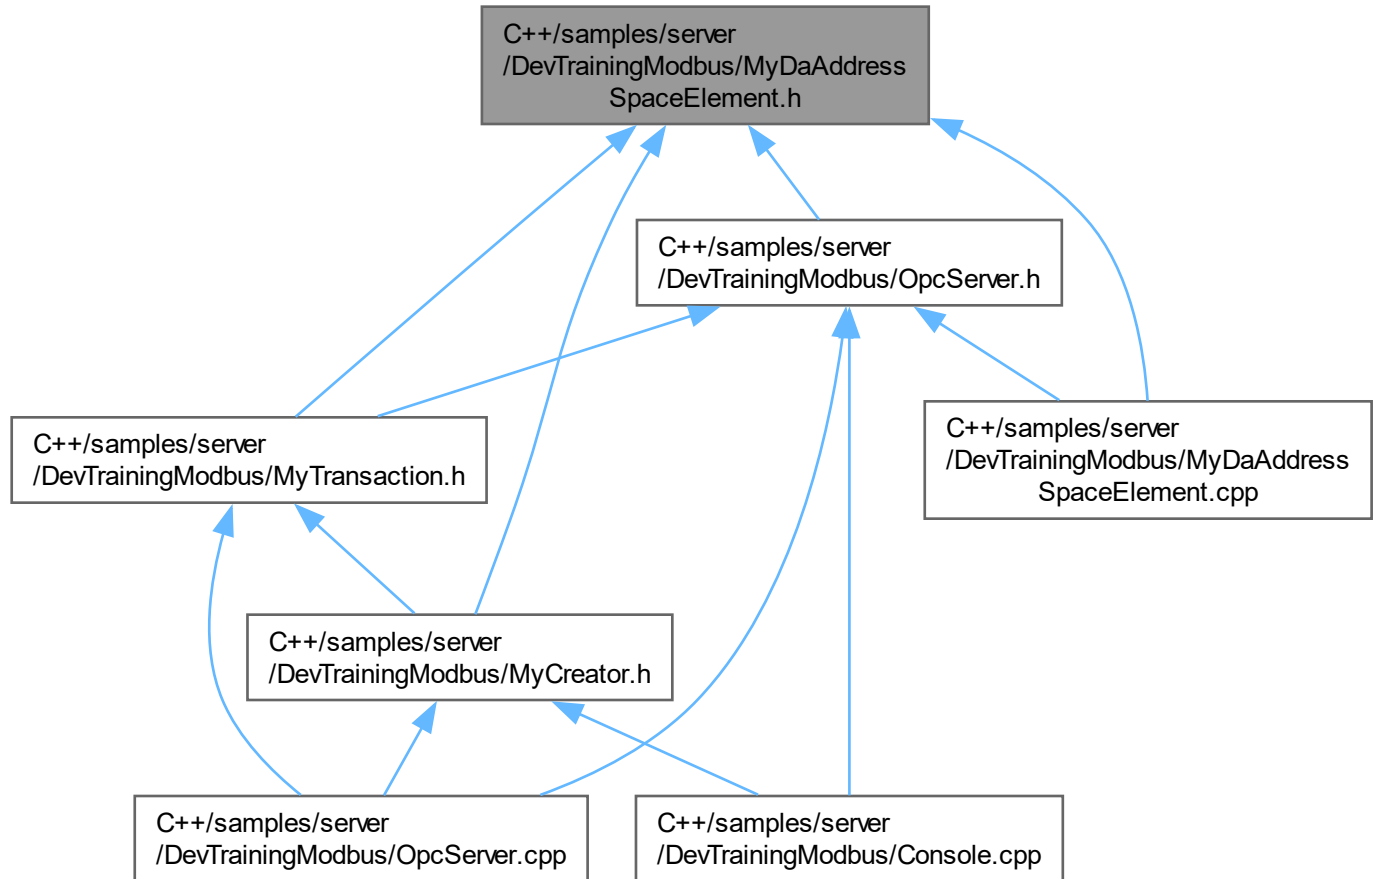 C++/samples/server
/DevTrainingModbus/MyDaAddress
SpaceElement.h
C++/samples/server
/DevTrainingModbus/OpcServer.h
C++/samples/server
/DevTrainingModbus/MyTransaction.h
C++/samples/server
/DevTrainingModbus/MyDaAddress
SpaceElement.cpp
C++/samples/server
/DevTrainingModbus/MyCreator.h
C++/samples/server
/DevTrainingModbus/OpcServer.cpp
C++/samples/server
/DevTrainingModbus/Console.cpp